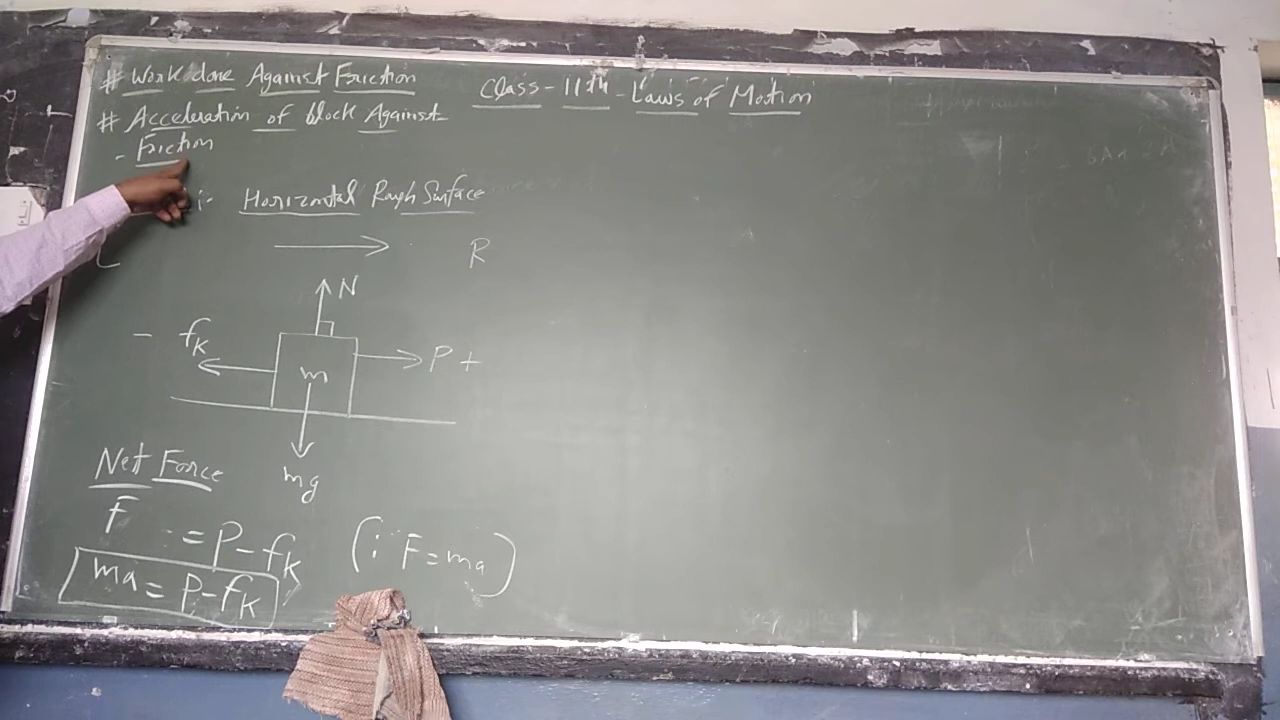 # Work done Against Friction
Class - 11th - Laws of Motion
# Acceleration of block Against
- Friction
:- Horizontal Rough Surface
R
N
- fK
P +
m
mg
Net Force
F = P - fK (∵ F = ma)
ma = P - fK